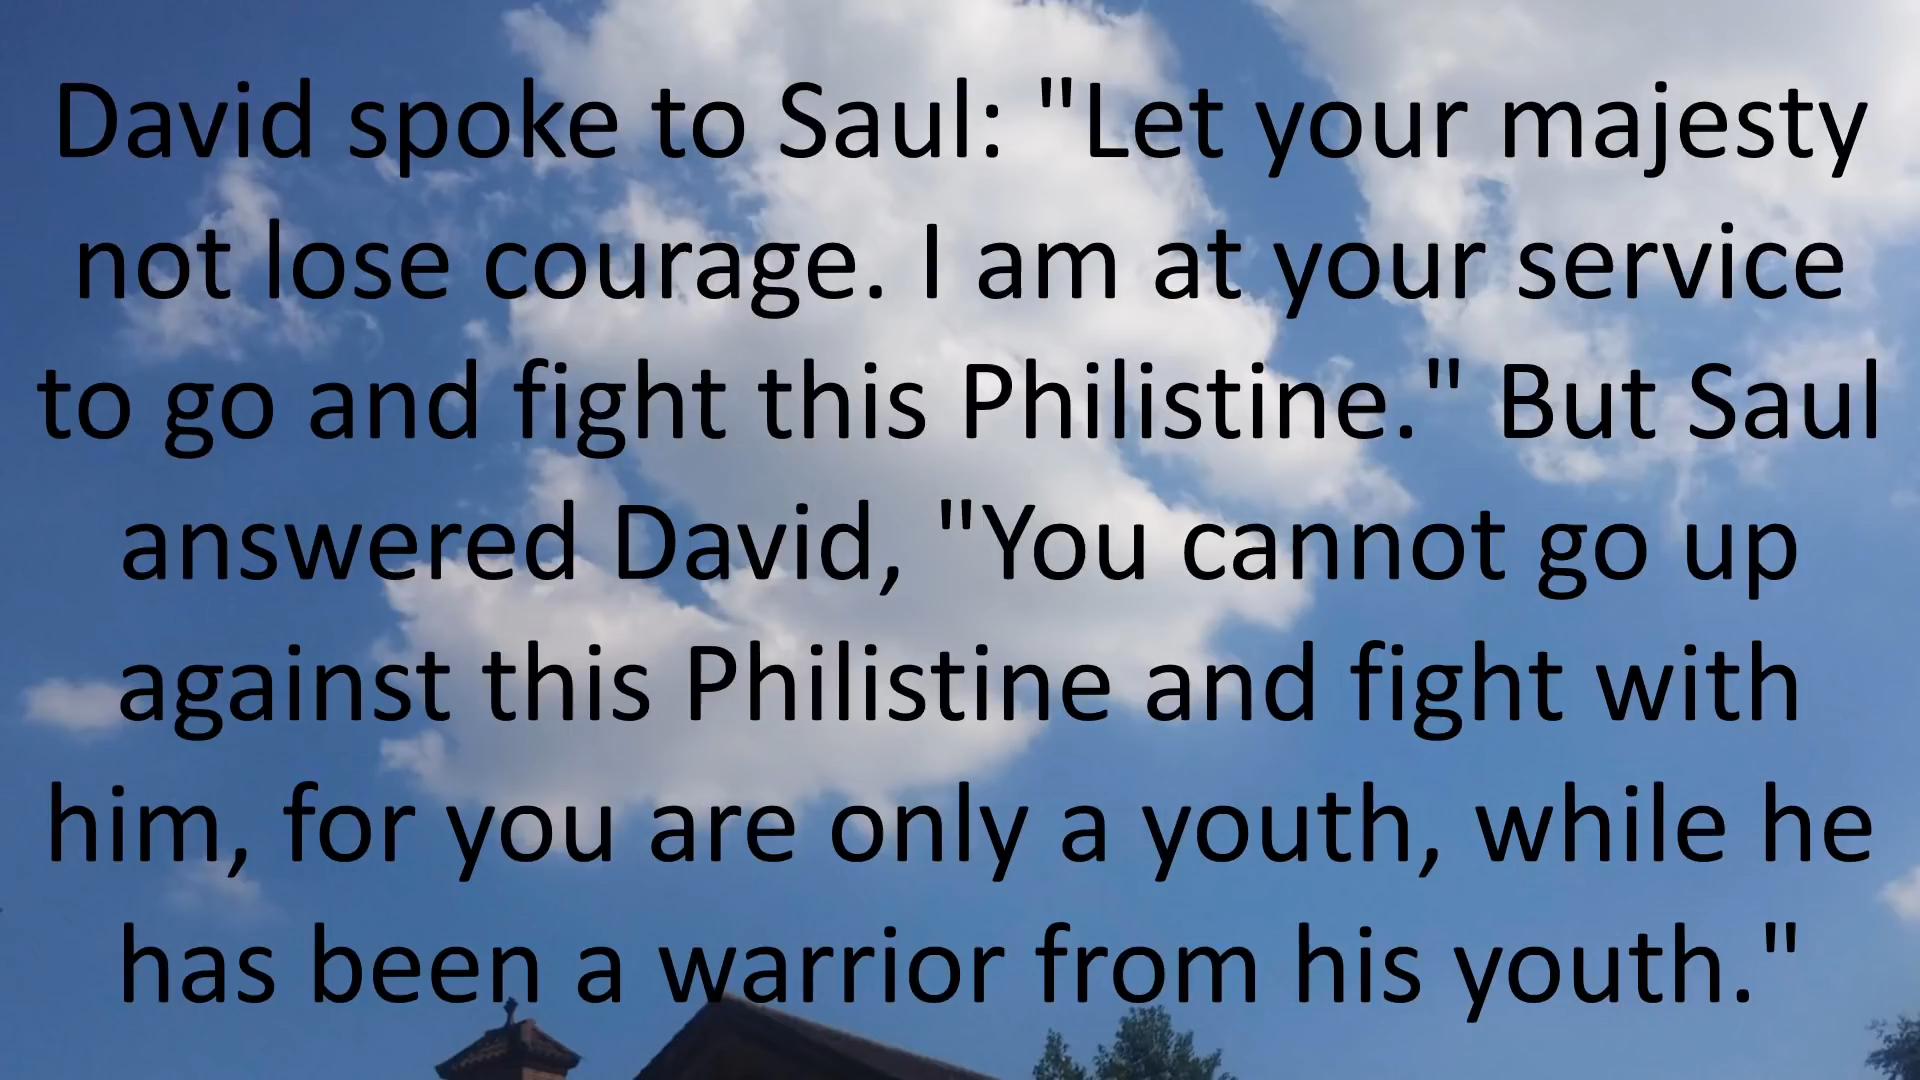 David spoke to Saul: "Let your majesty
not lose courage. I am at your service
to go and fight this Philistine." But Saul
answered David, "You cannot go up
against this Philistine and fight with
him, for you are only a youth, while he
has been a warrior from his youth."